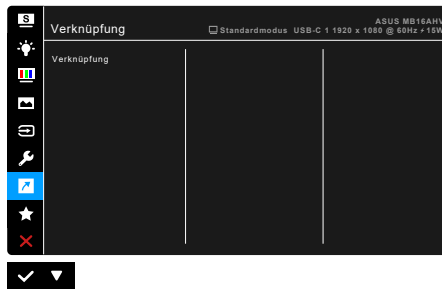 S
Verknüpfung
ASUS MB16AHV
Standardmodus USB-C 1 1920 x 1080 @ 60Hz 15W
Verknüpfung